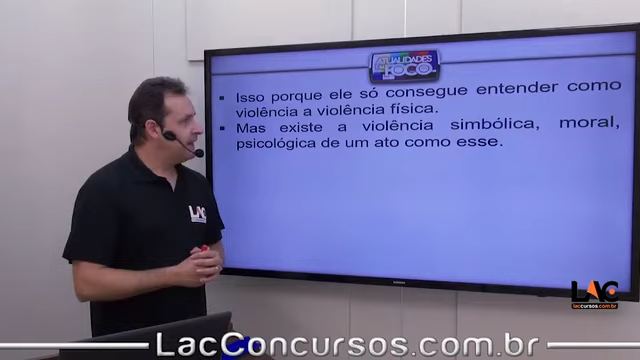 ATUALIDADES
EM FOCO
▪ Isso porque ele só consegue entender como
violência a violência física.
▪ Mas existe a violência simbólica, moral,
psicológica de um ato como esse.
LAC
LAC
laccursos.com.br
LacConcursos.com.br